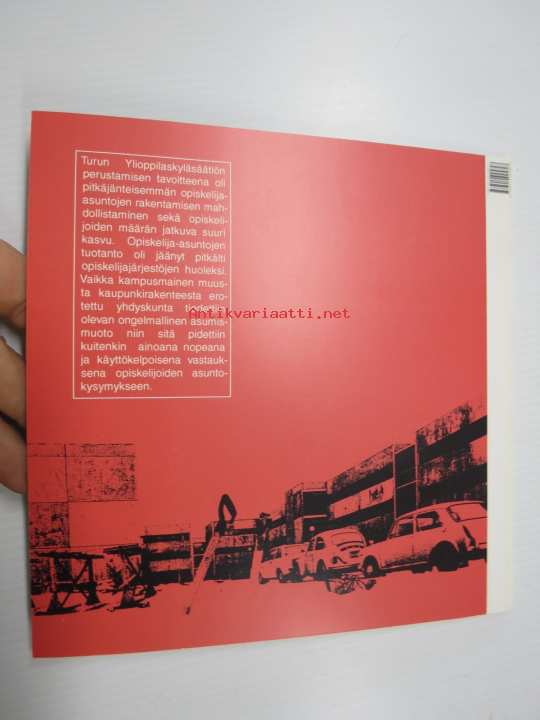 Turun Ylioppilaskyläsäätiön
perustamisen tavoitteena oli
pitkäjänteisemmän opiskelija-
asuntojen rakentamisen mah-
dollistaminen sekä opiskeli-
joiden määrän jatkuva suuri
kasvu. Opiskelija-asuntojen
tuotanto oli jäänyt pitkälti
opiskelijajärjestöjen huoleksi.
Vaikka kampusmainen muus-
ta kaupunkirakenteesta ero-
tettu yhdyskunta tiedettiin
olevan ongelmallinen asumis-
muoto niin sitä pidettiin
kuitenkin ainoana nopeana
ja käyttökelpoisena vastauk-
sena opiskelijoiden asunto-
kysymykseen.
antikvariaatti.net